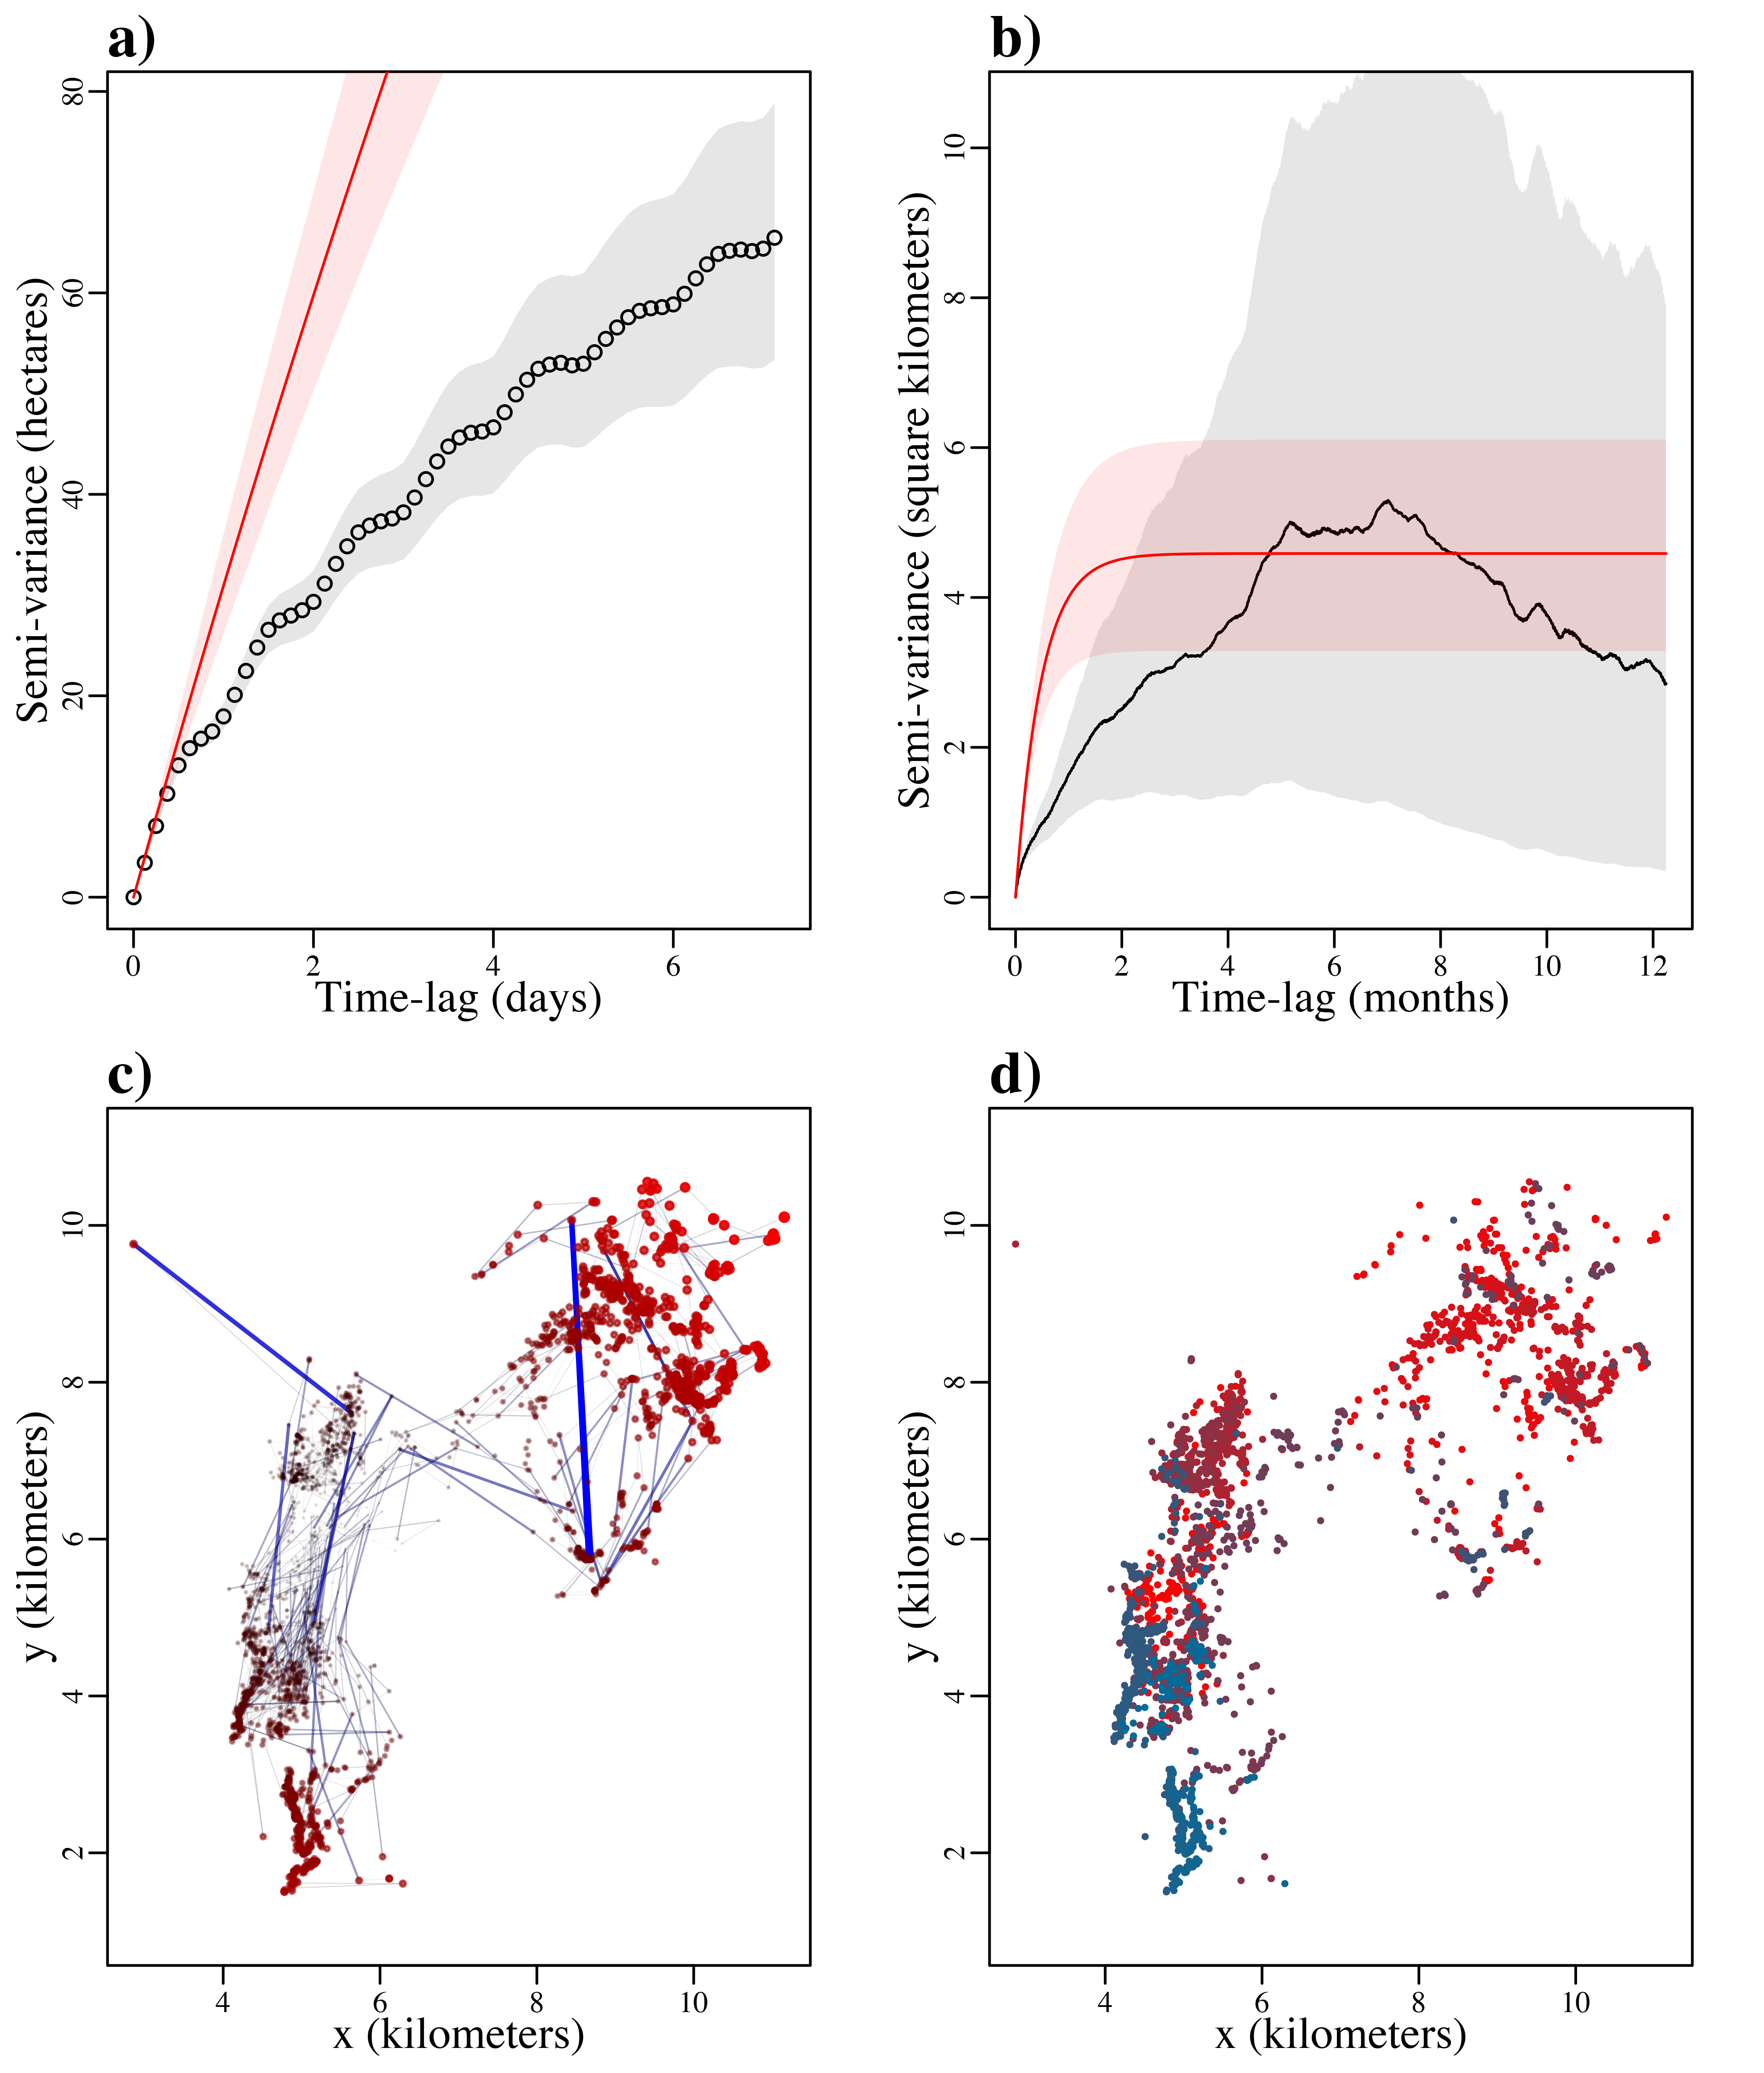 a)
Semi-variance (hectares)
80
60
40
20
0
0 2 4 6
Time-lag (days)
b)
Semi-variance (square kilometers)
10
8
6
4
2
0
0 2 4 6 8 10 12
Time-lag (months)
c)
y (kilometers)
10
8
6
4
2
4 6 8 10
x (kilometers)
d)
y (kilometers)
10
8
6
4
2
4 6 8 10
x (kilometers)